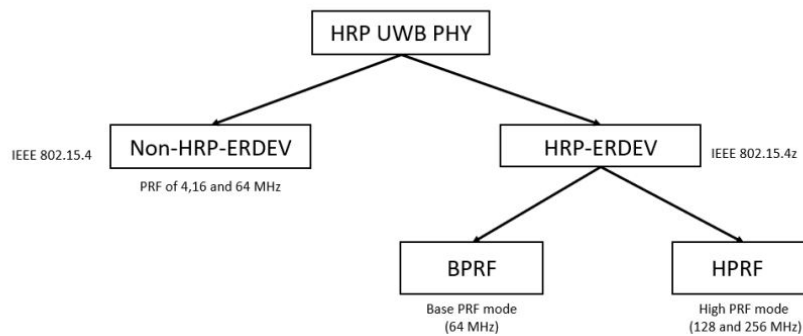 HRP UWB PHY
IEEE 802.15.4
Non-HRP-ERDEV
HRP-ERDEV
IEEE 802.15.4z
PRF of 4,16 and 64 MHz
BPRF
HPRF
Base PRF mode
(64 MHz)
High PRF mode
(128 and 256 MHz)